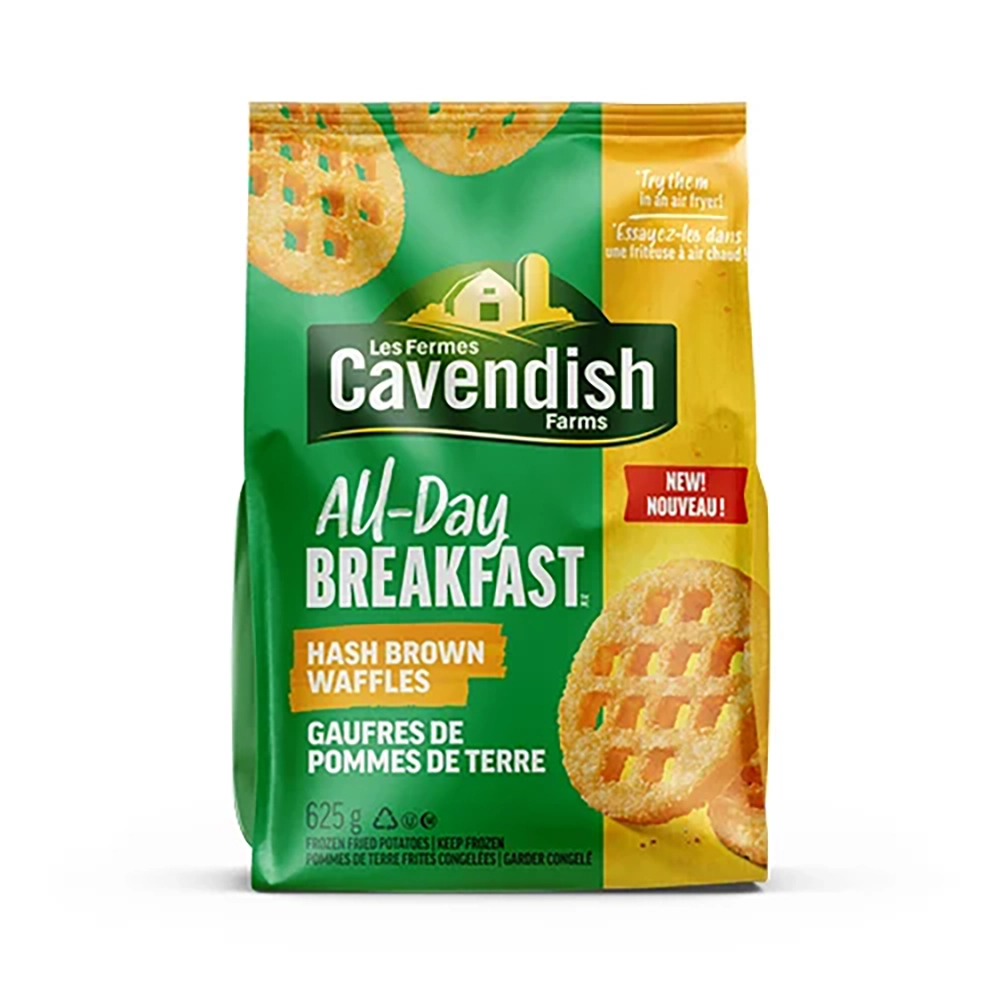 *Try them
in an air fryer!
*Essayez-les dans
une friteuse à air chaud !
Les Fermes
Cavendish
Farms
NEW!
NOUVEAU !
All-Day
BREAKFAST
HASH BROWN
WAFFLES
GAUFRES DE
POMMES DE TERRE
625 g
FROZEN FRIED POTATOES | KEEP FROZEN
POMMES DE TERRE FRITES CONGELÉES | GARDER CONGELÉ